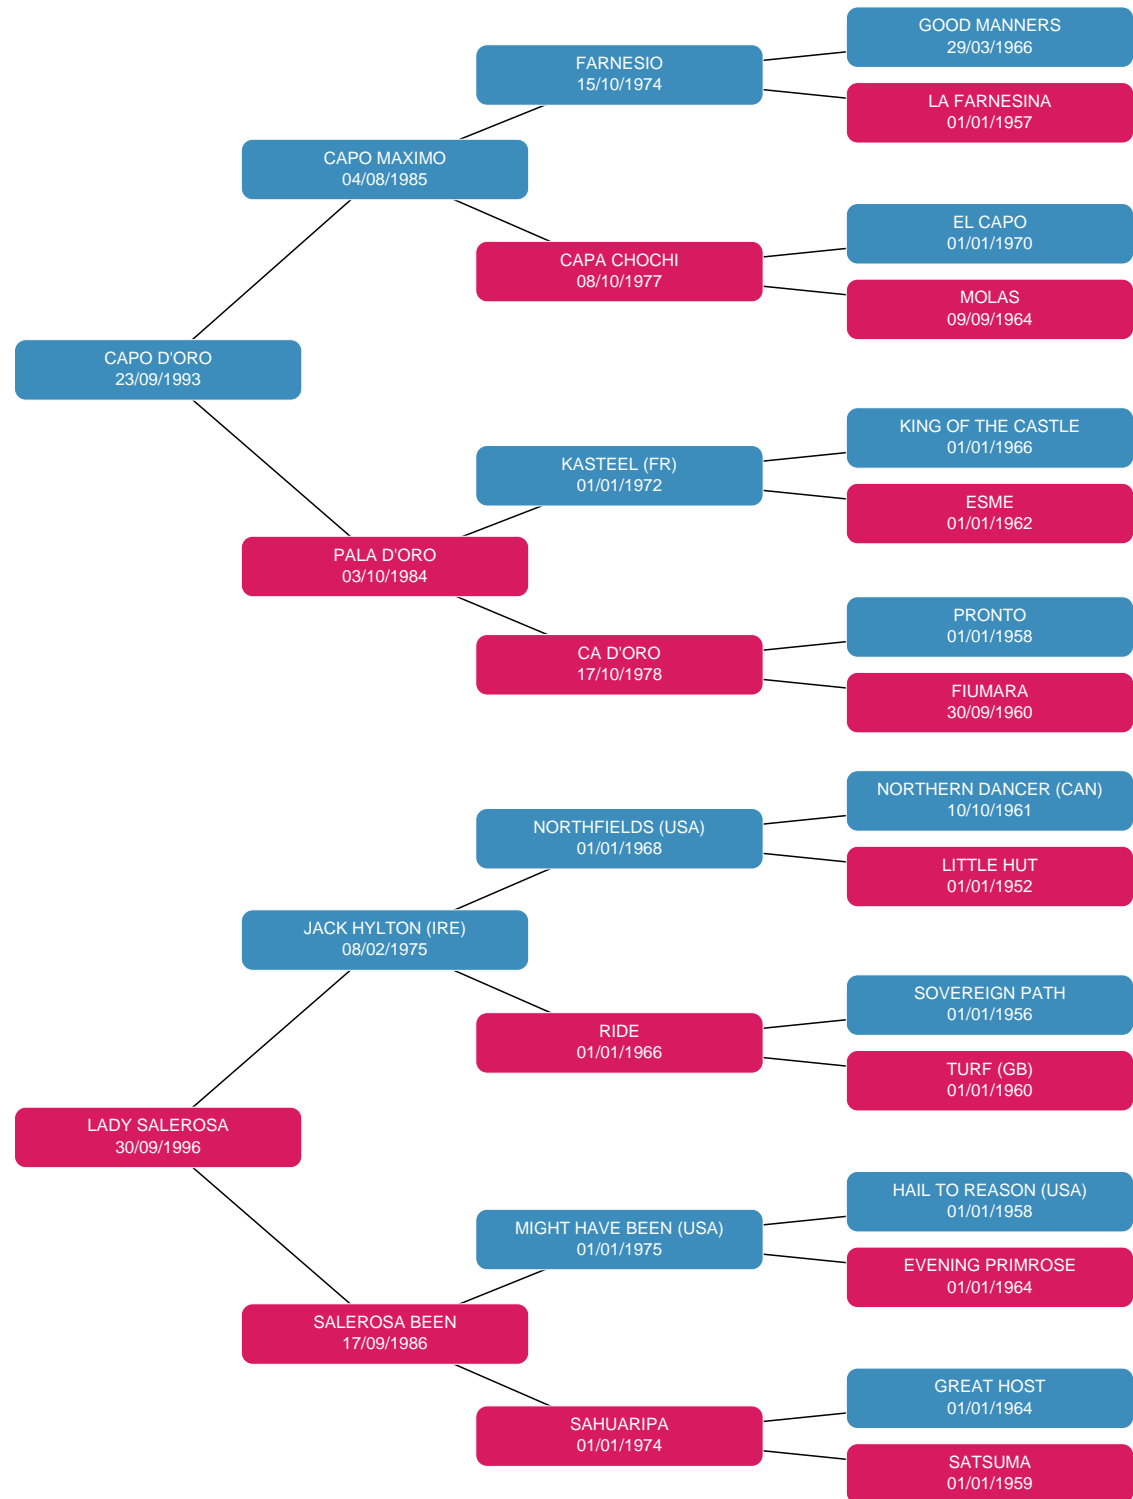 GOOD MANNERS
29/03/1966
FARNESIO
15/10/1974
LA FARNESINA
01/01/1957
CAPO MAXIMO
04/08/1985
EL CAPO
01/01/1970
CAPA CHOCHI
08/10/1977
MOLAS
09/09/1964
CAPO D'ORO
23/09/1993
KING OF THE CASTLE
01/01/1966
KASTEEL (FR)
01/01/1972
ESME
01/01/1962
PALA D'ORO
03/10/1984
PRONTO
01/01/1958
CA D'ORO
17/10/1978
FIUMARA
30/09/1960
NORTHERN DANCER (CAN)
10/10/1961
NORTHFIELDS (USA)
01/01/1968
LITTLE HUT
01/01/1952
JACK HYLTON (IRE)
08/02/1975
SOVEREIGN PATH
01/01/1956
RIDE
01/01/1966
TURF (GB)
01/01/1960
LADY SALEROSA
30/09/1996
HAIL TO REASON (USA)
01/01/1958
MIGHT HAVE BEEN (USA)
01/01/1975
EVENING PRIMROSE
01/01/1964
SALEROSA BEEN
17/09/1986
GREAT HOST
01/01/1964
SAHUARIPA
01/01/1974
SATSUMA
01/01/1959